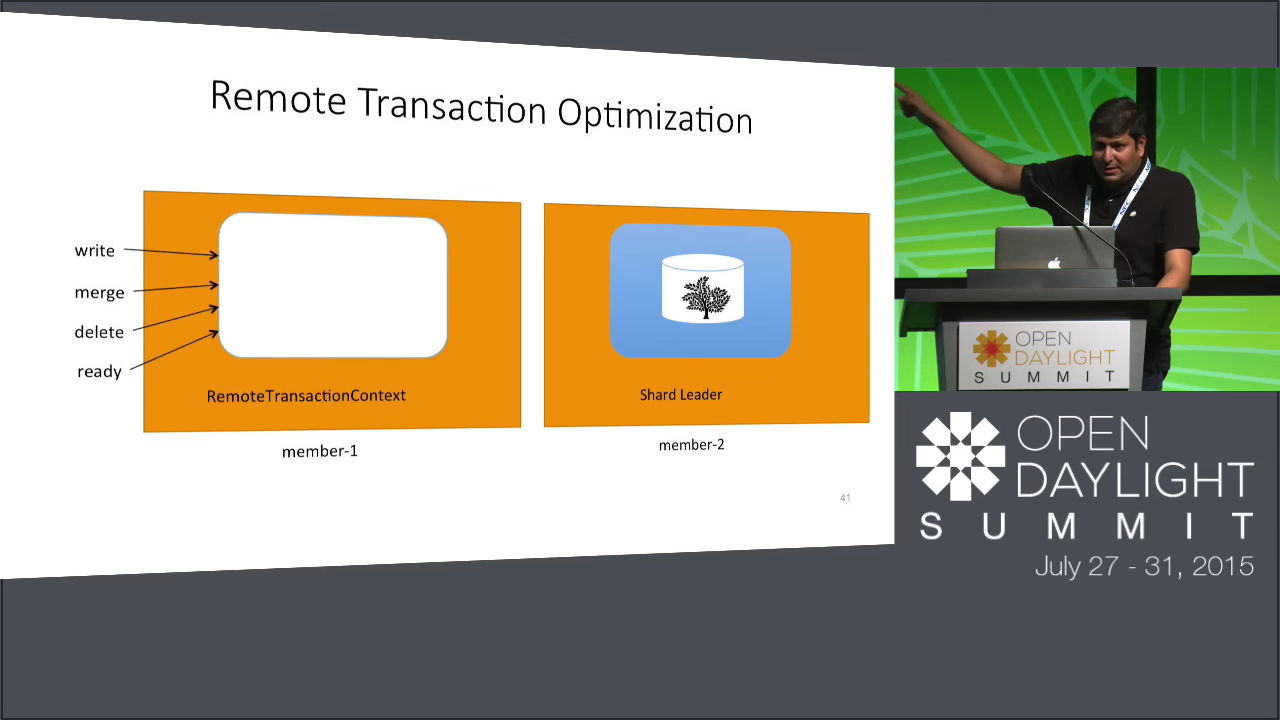 Remote Transaction Optimization
write
merge
delete
ready
RemoteTransactionContext
Shard Leader
member-1
member-2
41
OPEN
DAYLIGHT
SUMMIT
OPEN
DAYLIGHT
SUMMIT
July 27 - 31, 2015